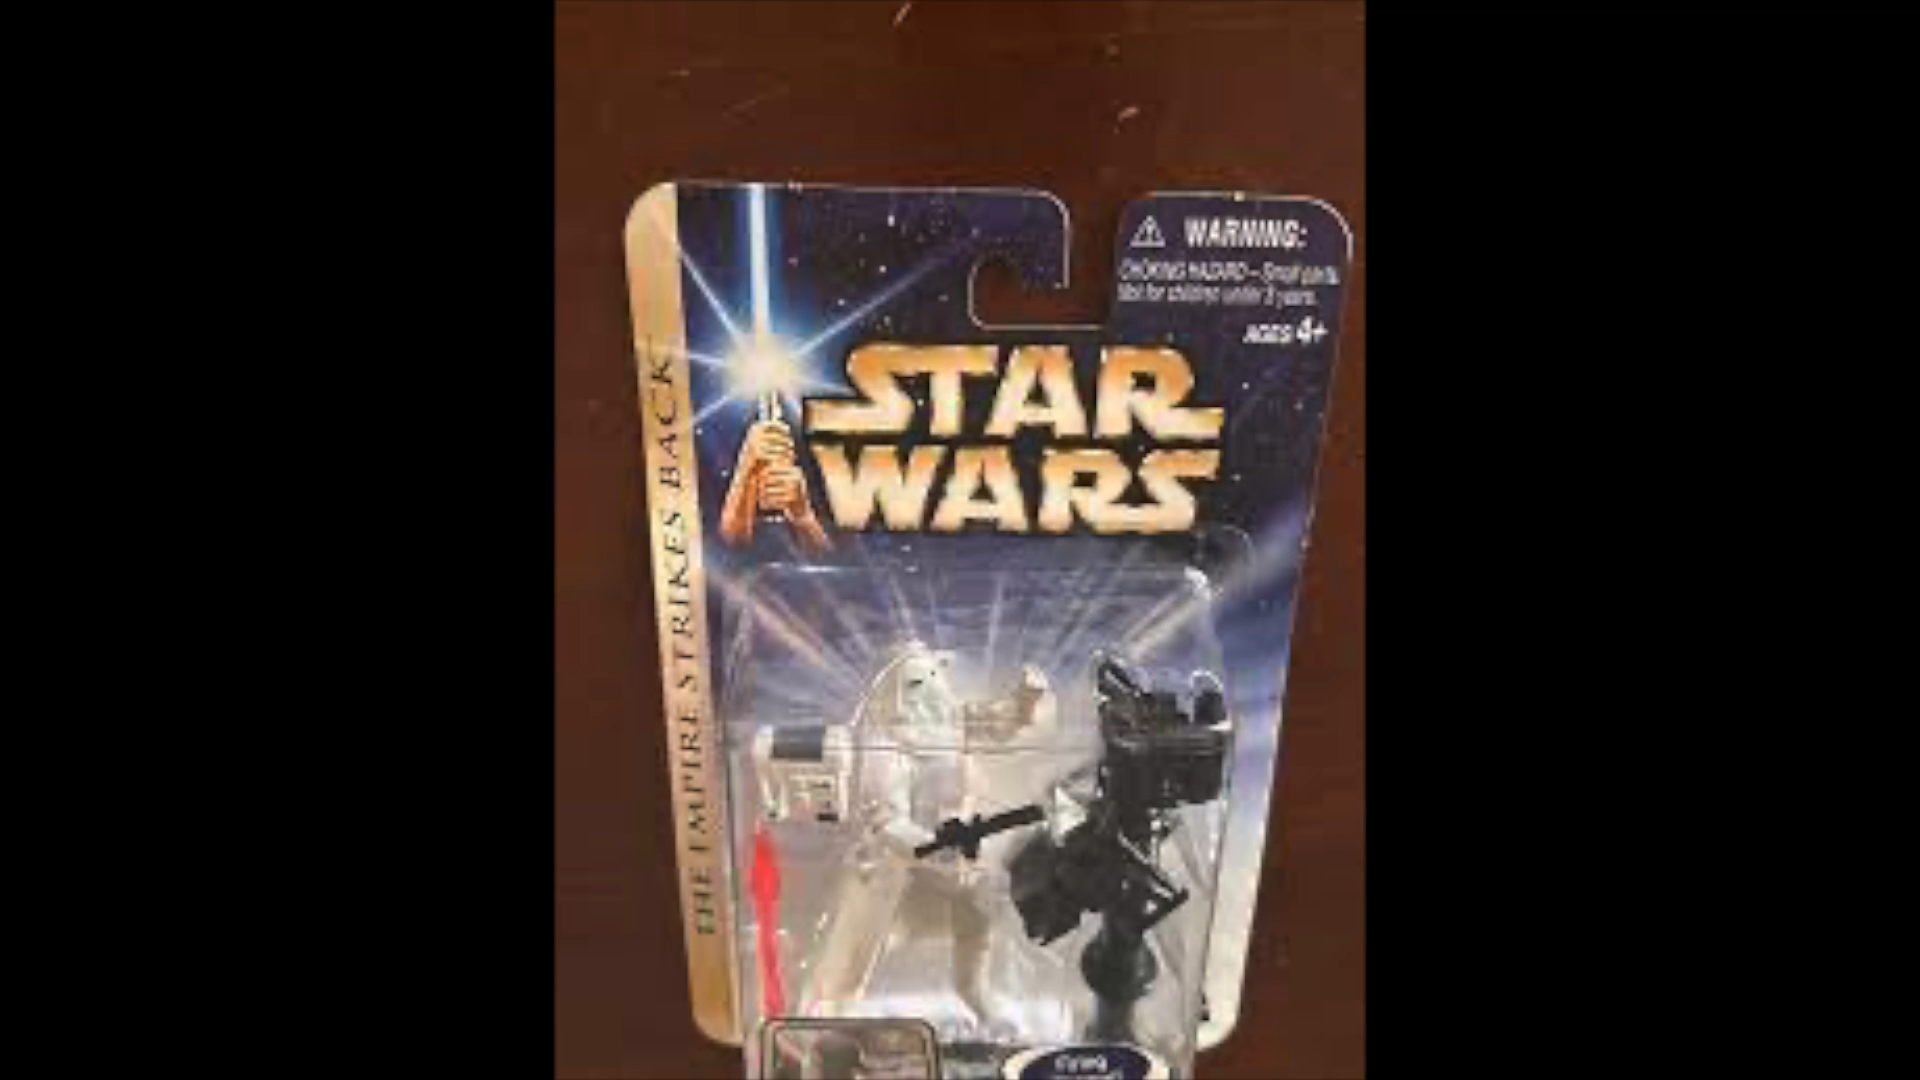 WARNING:
CHOKING HAZARD – Small parts.
Not for children under 3 years.
AGES 4+
STAR
WARS
THE EMPIRE STRIKES BACK